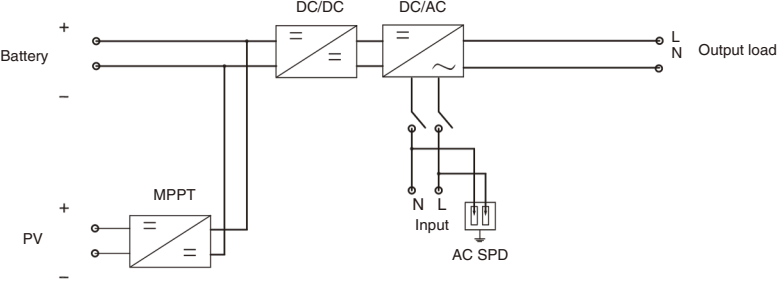 DC/DC
DC/AC
+
Battery
−
L
N
Output load
MPPT
+
PV
−
N L
Input
AC SPD